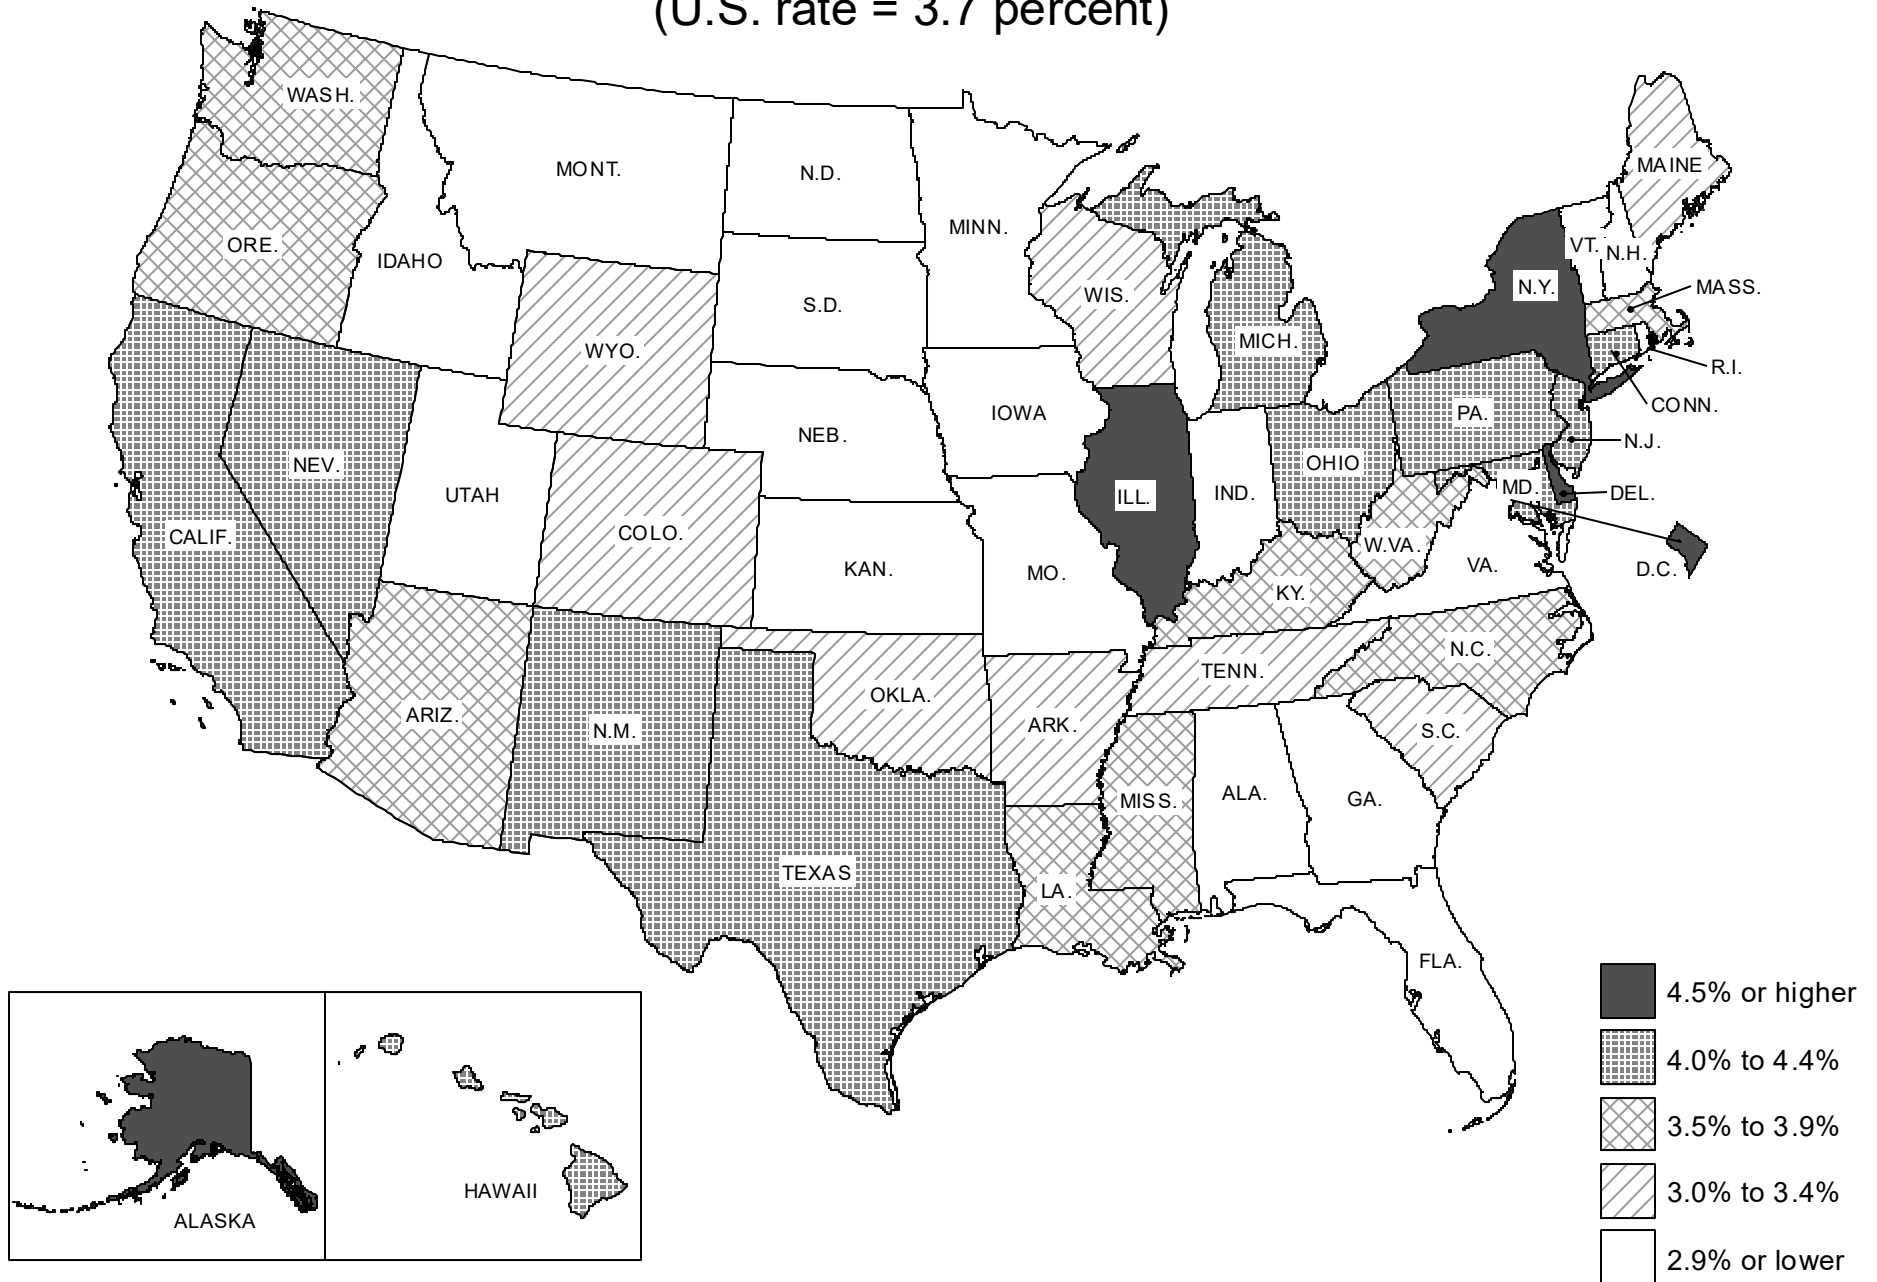 (U.S. rate = 3.7 percent)
WASH.
MONT.
N.D.
MAINE
MINN.
ORE.
IDAHO
VT.
N.H.
S.D.
WIS.
N.Y.
MASS.
WYO.
MICH.
R.I.
CONN.
IOWA
PA.
NEB.
N.J.
NEV.
OHIO
UTAH
ILL.
IND.
MD.
DEL.
COLO.
CALIF.
KAN.
MO.
W.VA.
VA.
D.C.
KY.
N.C.
TENN.
OKLA.
ARIZ.
N.M.
ARK.
S.C.
MISS.
ALA.
GA.
TEXAS
LA.
FLA.
4.5% or higher
4.0% to 4.4%
3.5% to 3.9%
3.0% to 3.4%
2.9% or lower
HAWAII
ALASKA